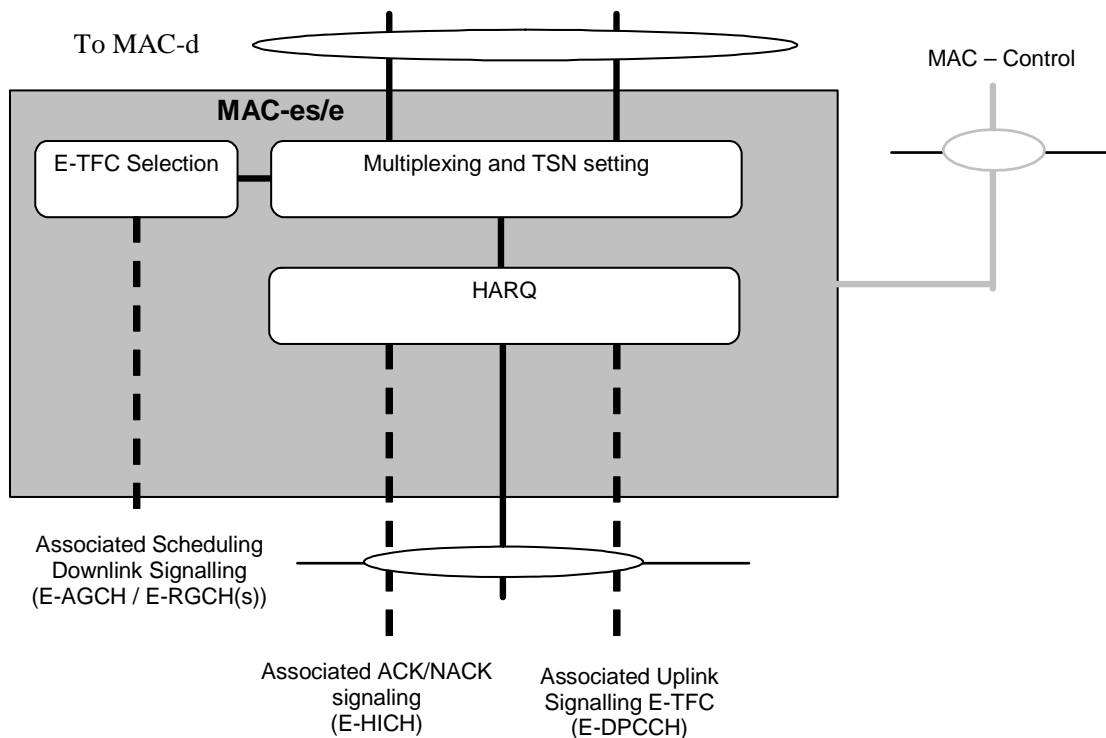 To MAC-d
MAC – Control
MAC-es/e
E-TFC Selection
Multiplexing and TSN setting
HARQ
Associated Scheduling
Downlink Signalling
(E-AGCH / E-RGCH(s))
Associated ACK/NACK
signaling
(E-HICH)
Associated Uplink
Signalling E-TFC
(E-DPCCH)